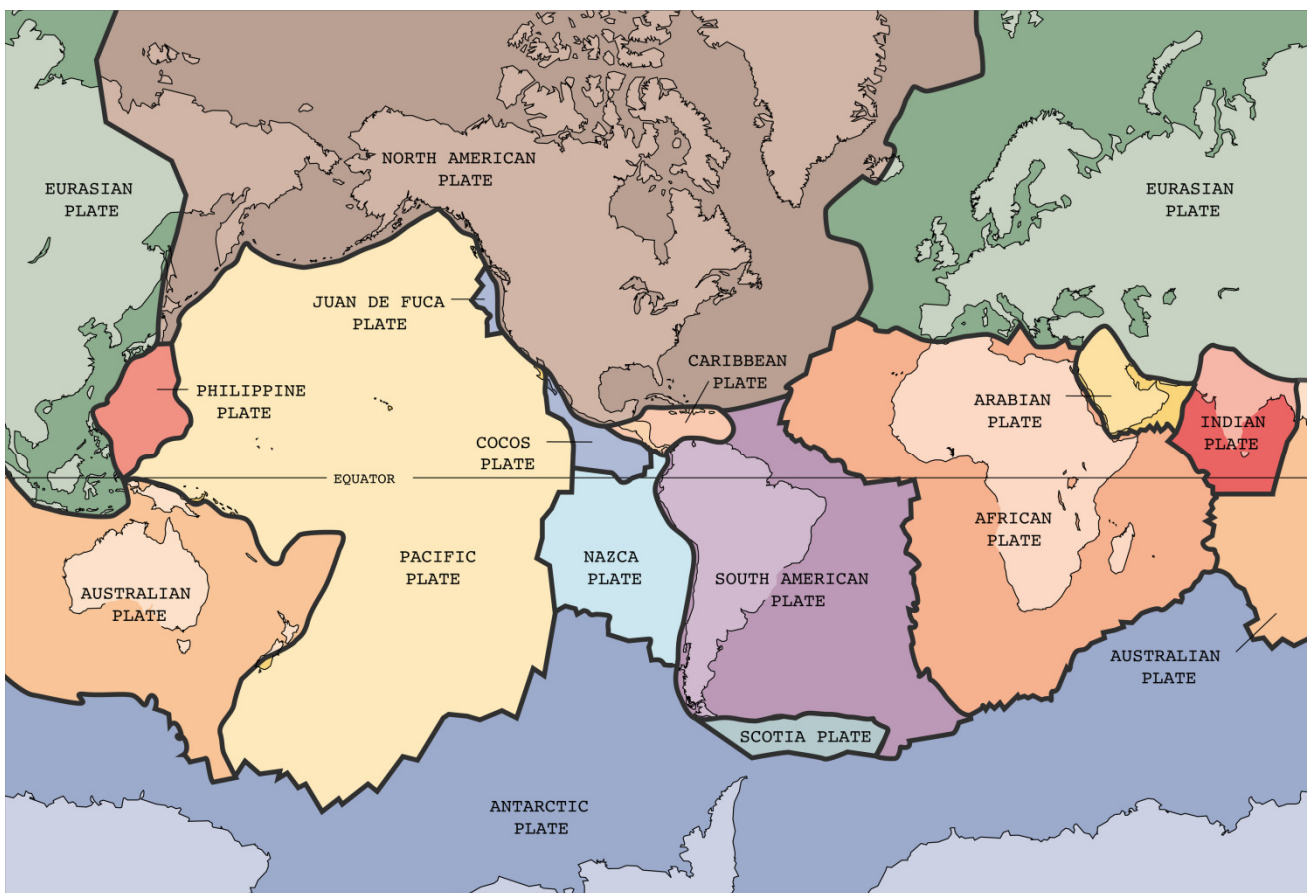 NORTH AMERICAN
PLATE
EURASIAN
PLATE
EURASIAN
PLATE
JUAN DE FUCA
PLATE
CARIBBEAN
PLATE
PHILIPPINE
PLATE
ARABIAN
PLATE
INDIAN
PLATE
COCOS
PLATE
EQUATOR
AFRICAN
PLATE
PACIFIC
PLATE
NAZCA
PLATE
SOUTH AMERICAN
PLATE
AUSTRALIAN
PLATE
AUSTRALIAN
PLATE
SCOTIA PLATE
ANTARCTIC
PLATE